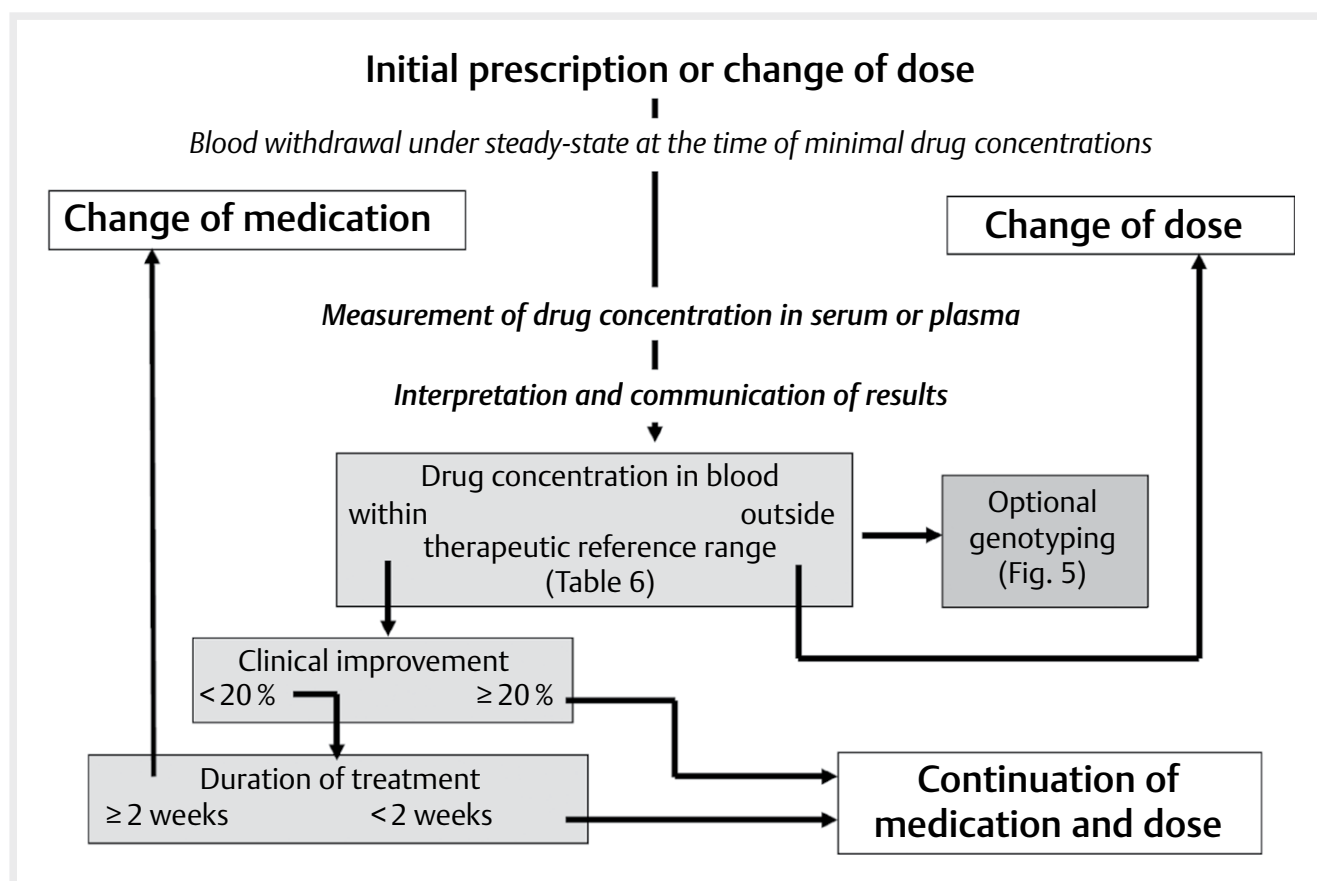 Initial prescription or change of dose
Blood withdrawal under steady-state at the time of minimal drug concentrations
Change of medication
Change of dose
Measurement of drug concentration in serum or plasma
Interpretation and communication of results
Drug concentration in blood
within outside
therapeutic reference range
(Table 6)
Optional
genotyping
(Fig. 5)
Clinical improvement
< 20 % ≥ 20 %
Duration of treatment
≥ 2 weeks < 2 weeks
Continuation of
medication and dose